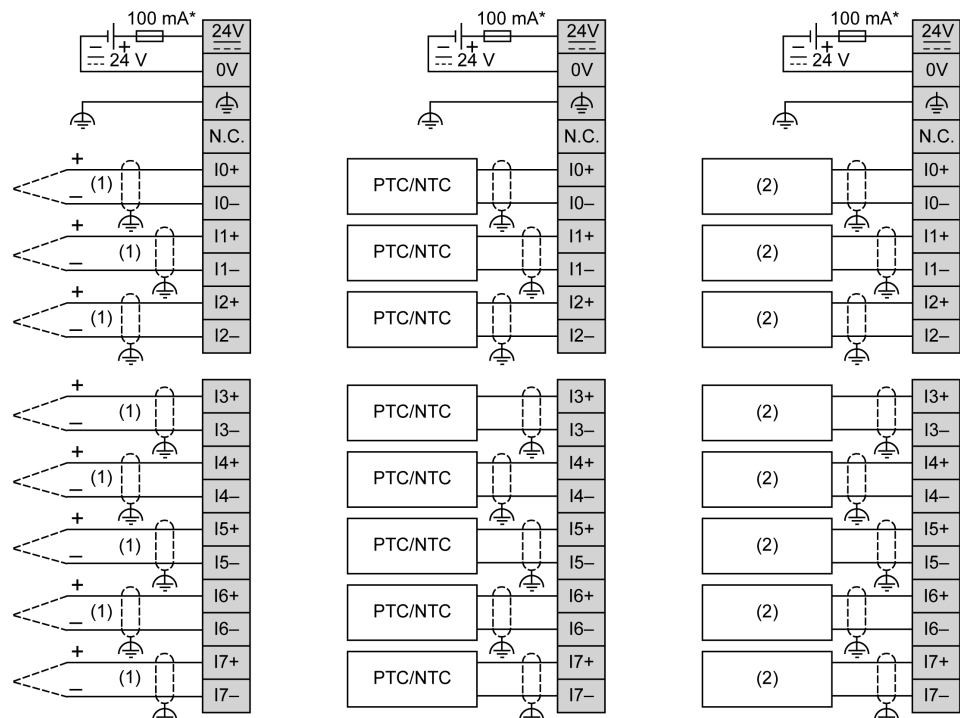 100 mA* 24V 100 mA* 24V 100 mA* 24V
– + – + – +
24 V 0V 24 V 0V 24 V 0V
N.C. N.C. N.C.
+ (1) I0+ PTC/NTC I0+ (2) I0+
– I0– I0– I0–
+ (1) I1+ PTC/NTC I1+ (2) I1+
– I1– I1– I1–
+ (1) I2+ PTC/NTC I2+ (2) I2+
– I2– I2– I2–
+ (1) I3+ PTC/NTC I3+ (2) I3+
– I3– I3– I3–
+ (1) I4+ PTC/NTC I4+ (2) I4+
– I4– I4– I4–
+ (1) I5+ PTC/NTC I5+ (2) I5+
– I5– I5– I5–
+ (1) I6+ PTC/NTC I6+ (2) I6+
– I6– I6– I6–
+ (1) I7+ PTC/NTC I7+ (2) I7+
– I7– I7– I7–